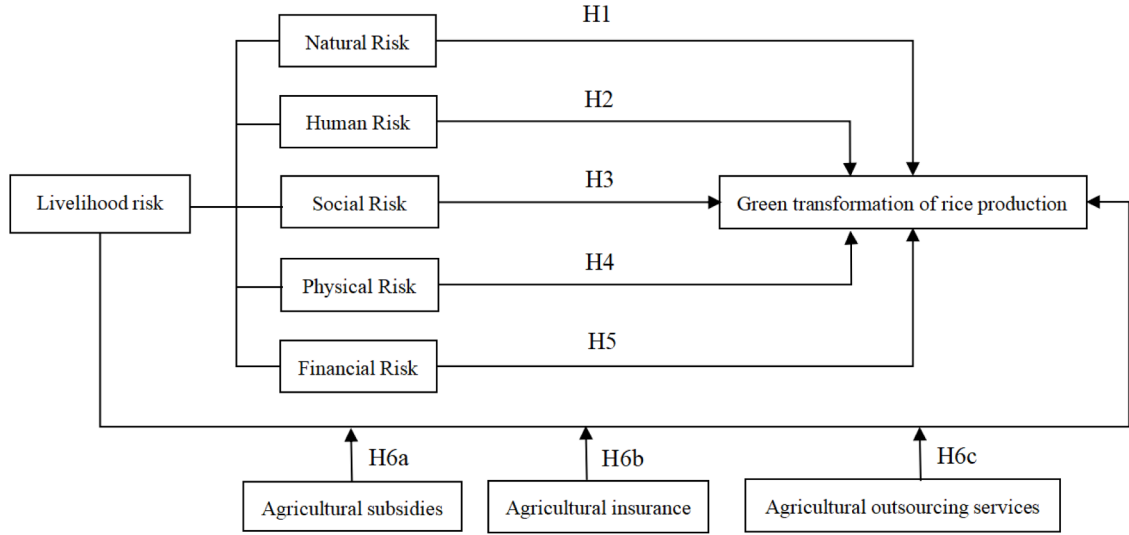 H1
Natural Risk
H2
Human Risk
H3
Livelihood risk
Social Risk
Green transformation of rice production
H4
Physical Risk
H5
Financial Risk
H6a
H6b
H6c
Agricultural subsidies
Agricultural insurance
Agricultural outsourcing services